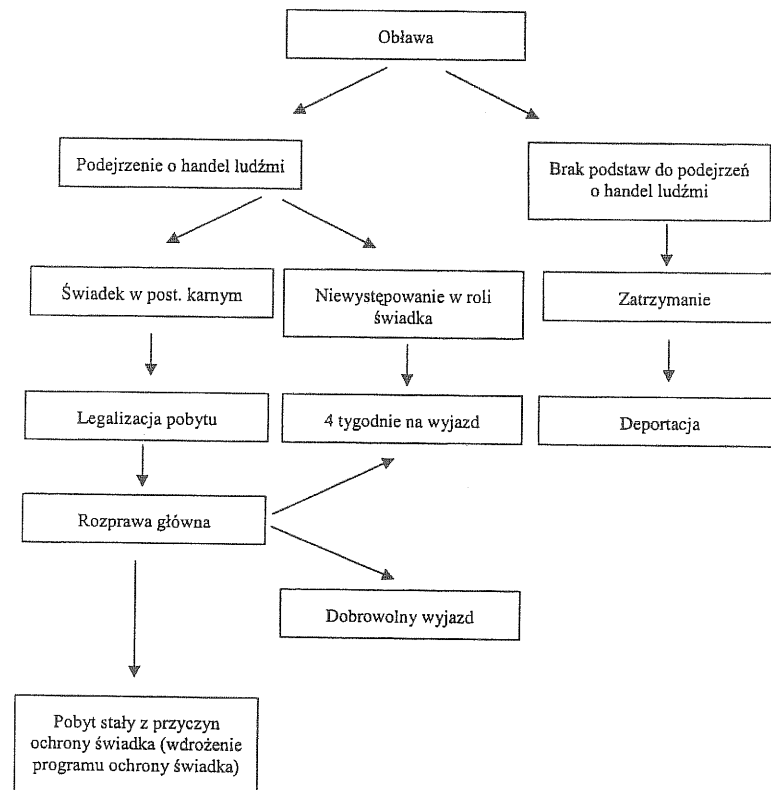 Obława
Podejrzenie o handel ludźmi
Brak podstaw do podejrzeń
o handel ludźmi
Świadek w post. karnym
Niewystępowanie w roli
świadka
Zatrzymanie
Legalizacja pobytu
4 tygodnie na wyjazd
Deportacja
Rozprawa główna
Dobrowolny wyjazd
Pobyt stały z przyczyn
ochrony świadka (wdrożenie
programu ochrony świadka)